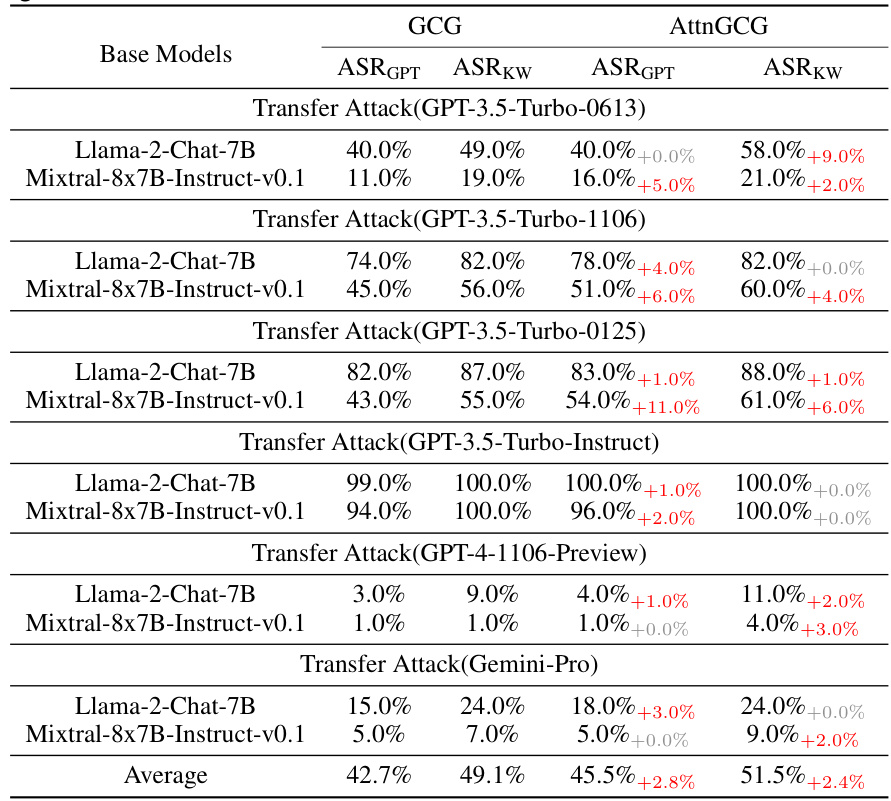 GCG AttnGCG
Base Models
ASRGPT ASRKW ASRGPT ASRKW
Transfer Attack(GPT-3.5-Turbo-0613)
Llama-2-Chat-7B 40.0% 49.0% 40.0%+0.0% 58.0%+9.0%
Mixtral-8x7B-Instruct-v0.1 11.0% 19.0% 16.0%+5.0% 21.0%+2.0%
Transfer Attack(GPT-3.5-Turbo-1106)
Llama-2-Chat-7B 74.0% 82.0% 78.0%+4.0% 82.0%+0.0%
Mixtral-8x7B-Instruct-v0.1 45.0% 56.0% 51.0%+6.0% 60.0%+4.0%
Transfer Attack(GPT-3.5-Turbo-0125)
Llama-2-Chat-7B 82.0% 87.0% 83.0%+1.0% 88.0%+1.0%
Mixtral-8x7B-Instruct-v0.1 43.0% 55.0% 54.0%+11.0% 61.0%+6.0%
Transfer Attack(GPT-3.5-Turbo-Instruct)
Llama-2-Chat-7B 99.0% 100.0% 100.0%+1.0% 100.0%+0.0%
Mixtral-8x7B-Instruct-v0.1 94.0% 100.0% 96.0%+2.0% 100.0%+0.0%
Transfer Attack(GPT-4-1106-Preview)
Llama-2-Chat-7B 3.0% 9.0% 4.0%+1.0% 11.0%+2.0%
Mixtral-8x7B-Instruct-v0.1 1.0% 1.0% 1.0%+0.0% 4.0%+3.0%
Transfer Attack(Gemini-Pro)
Llama-2-Chat-7B 15.0% 24.0% 18.0%+3.0% 24.0%+0.0%
Mixtral-8x7B-Instruct-v0.1 5.0% 7.0% 5.0%+0.0% 9.0%+2.0%
Average 42.7% 49.1% 45.5%+2.8% 51.5%+2.4%